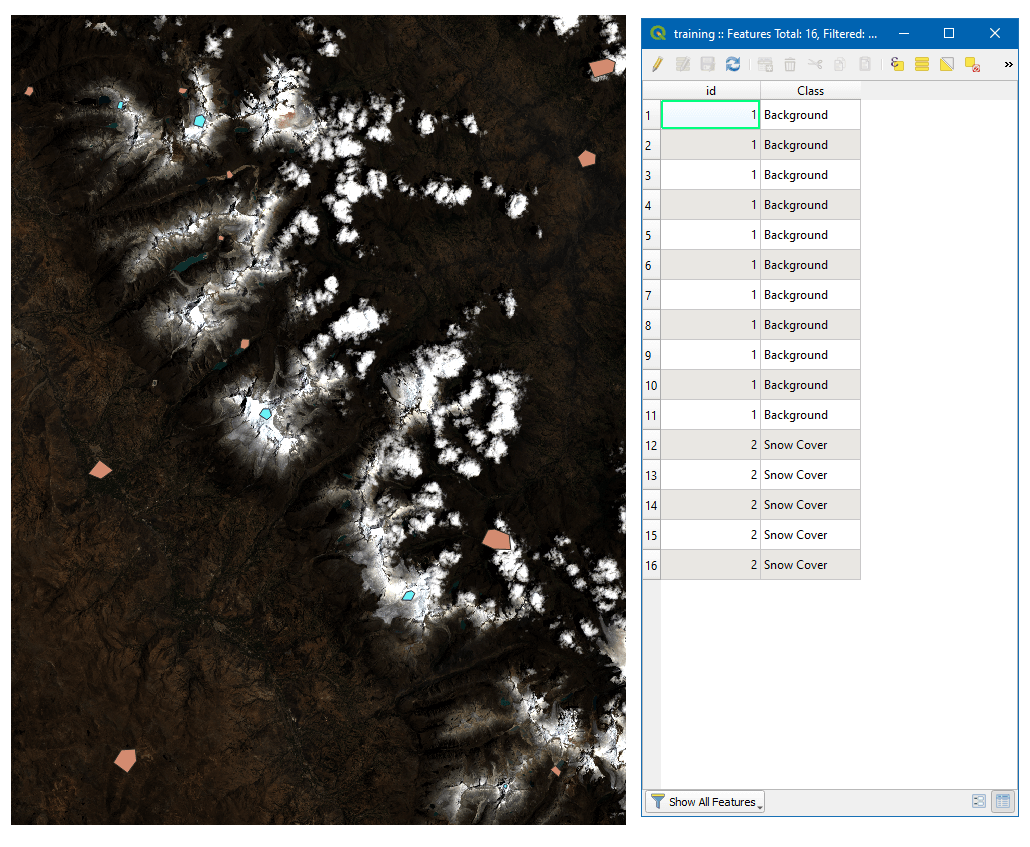 training :: Features Total: 16, Filtered: ...
»
id Class
1 1 Background
2 1 Background
3 1 Background
4 1 Background
5 1 Background
6 1 Background
7 1 Background
8 1 Background
9 1 Background
10 1 Background
11 1 Background
12 2 Snow Cover
13 2 Snow Cover
14 2 Snow Cover
15 2 Snow Cover
16 2 Snow Cover
Show All Features